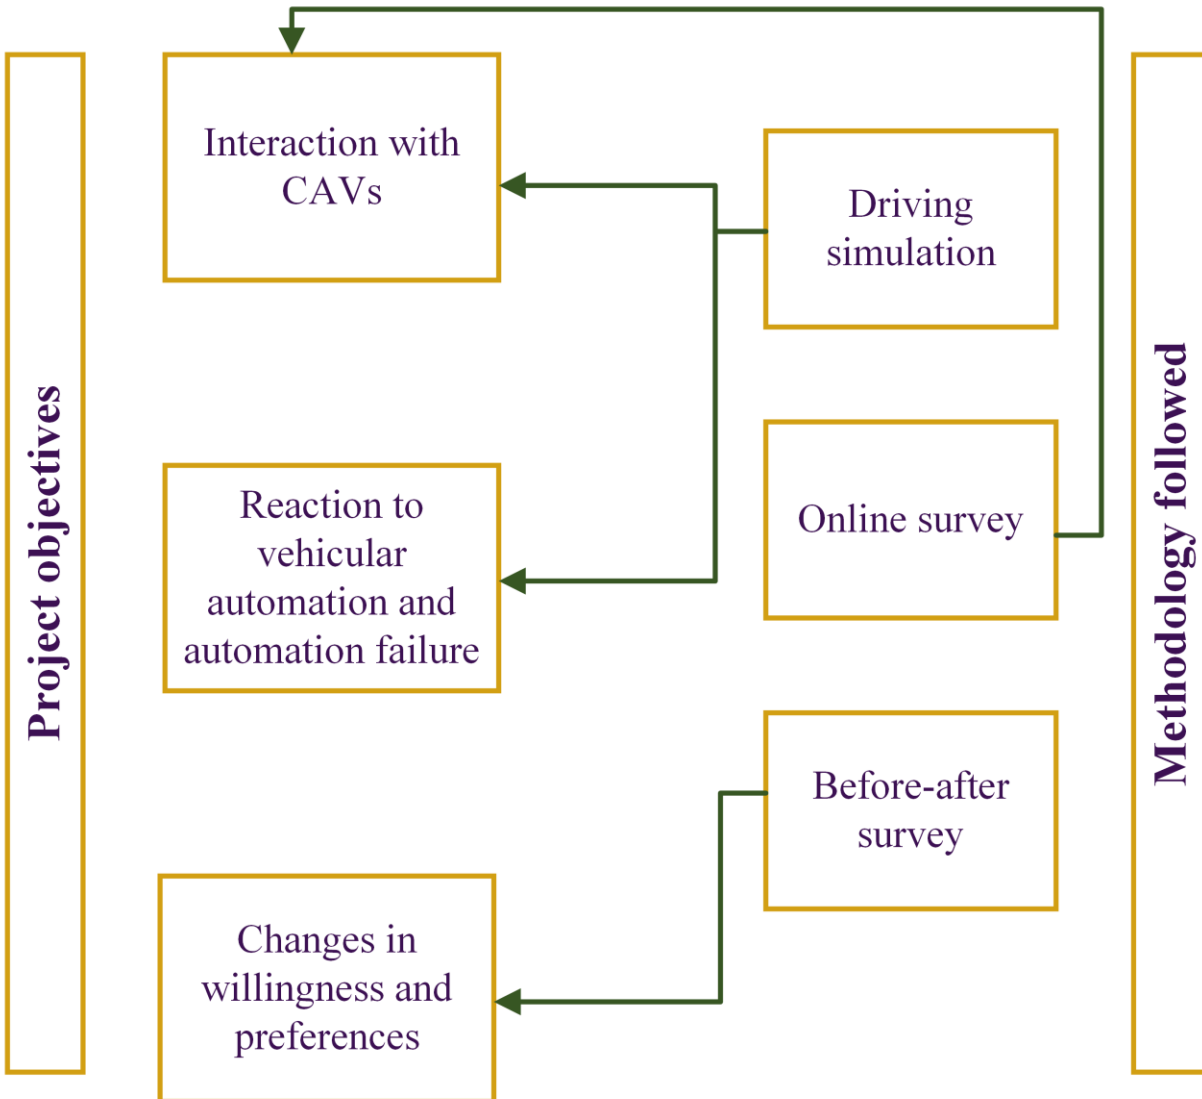 Project objectives
Interaction with
CAVs
Reaction to
vehicular
automation and
automation failure
Changes in
willingness and
preferences
Driving
simulation
Online survey
Before-after
survey
Methodology followed